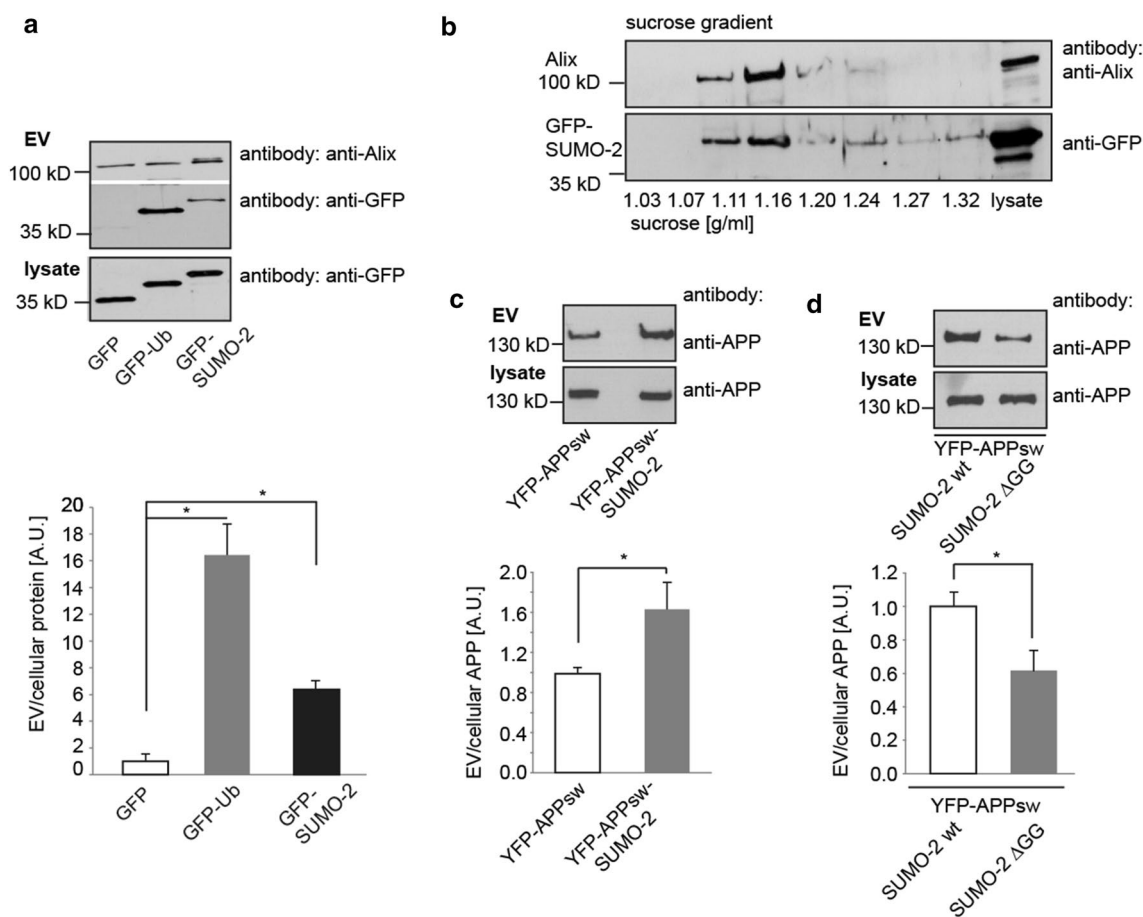 a
EV
100 kD
antibody: anti-Alix
antibody: anti-GFP
35 kD
lysate
35 kD
antibody: anti-GFP
GFP
GFP-Ub
GFP-
SUMO-2
EV/cellular protein [A.U.]
20
18
16
14
12
10
8
6
4
2
0
*
*
GFP
GFP-Ub
GFP-
SUMO-2
b
sucrose gradient
Alix
100 kD
antibody:
anti-Alix
GFP-
SUMO-2
35 kD
anti-GFP
1.03 1.07 1.11 1.16 1.20 1.24 1.27 1.32 lysate
sucrose [g/ml]
c
antibody:
EV
130 kD
anti-APP
lysate
130 kD
anti-APP
YFP-APPsw
YFP-APPsw-
SUMO-2
EV/cellular APP [A.U.]
2.0
1.6
1.2
0.8
0.4
0.0
*
YFP-APPsw
YFP-APPsw-
SUMO-2
d
antibody:
EV
130 kD
anti-APP
lysate
130 kD
anti-APP
YFP-APPsw
SUMO-2 wt
SUMO-2 ΔGG
EV/cellular APP [A.U.]
1.2
1.0
0.8
0.6
0.4
0.2
0.0
*
YFP-APPsw
SUMO-2 wt
SUMO-2 ΔGG